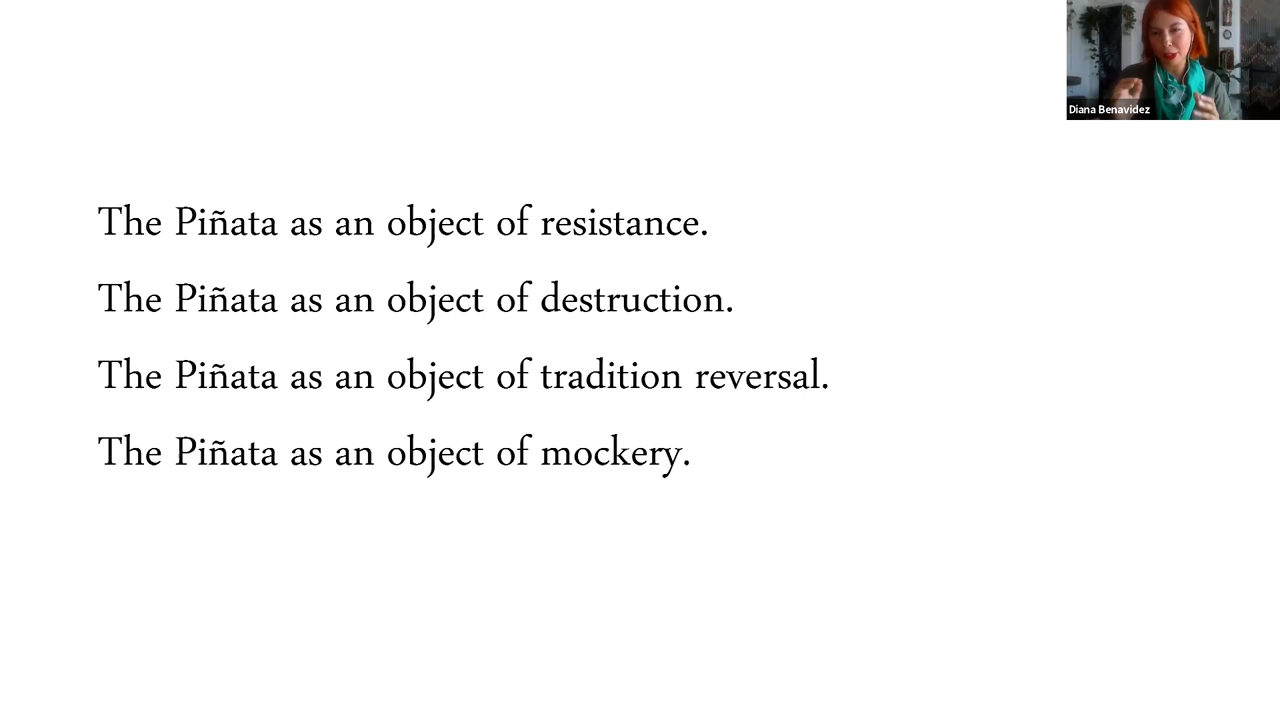 Diana Benavidez
The Piñata as an object of resistance.
The Piñata as an object of destruction.
The Piñata as an object of tradition reversal.
The Piñata as an object of mockery.